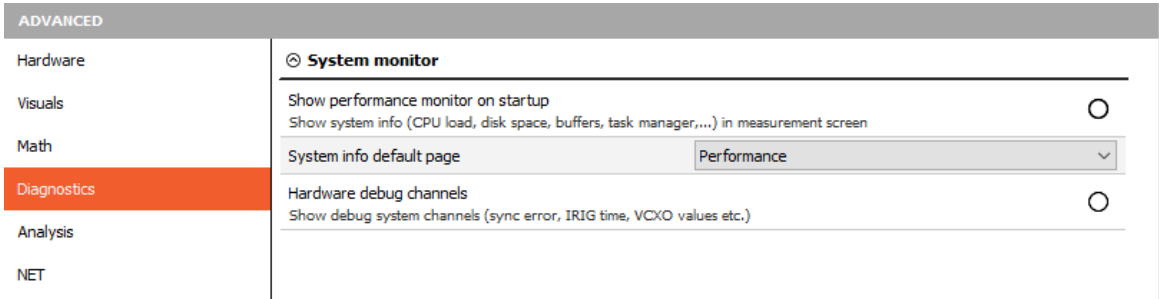 ADVANCED
Hardware
Visuals
Math
Diagnostics
Analysis
NET
System monitor
Show performance monitor on startup
Show system info (CPU load, disk space, buffers, task manager,...) in measurement screen
System info default page
Performance
Hardware debug channels
Show debug system channels (sync error, IRIG time, VCXO values etc.)